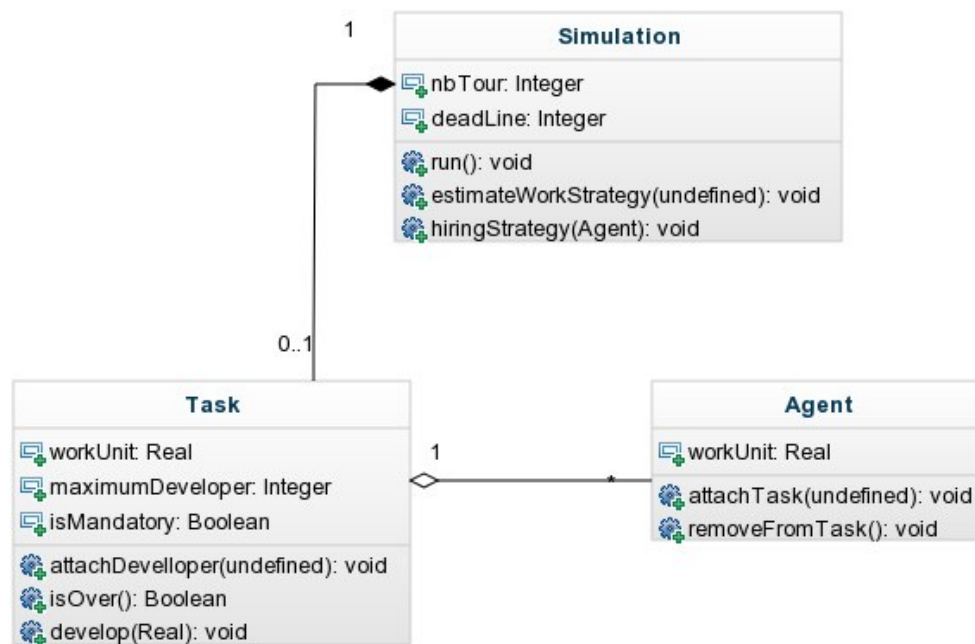 1
Simulation
nbTour: Integer
deadLine: Integer
run(): void
estimateWorkStrategy(undefined): void
hiringStrategy(Agent): void
0..1
Task
workUnit: Real
maximumDeveloper: Integer
isMandatory: Boolean
attachDevelloper(undefined): void
isOver(): Boolean
develop(Real): void
1
*
Agent
workUnit: Real
attachTask(undefined): void
removeFromTask(): void